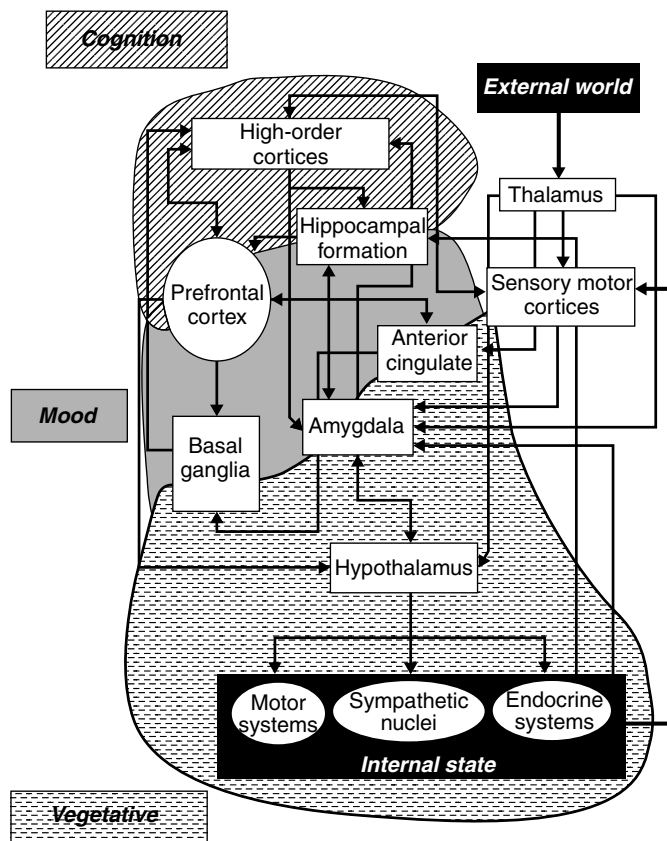 Cognition
External world
High-order
cortices
Thalamus
Hippocampal
formation
Prefrontal
cortex
Sensory motor
cortices
Anterior
cingulate
Mood
Amygdala
Basal
ganglia
Hypothalamus
Motor
systems
Sympathetic
nuclei
Endocrine
systems
Internal state
Vegetative